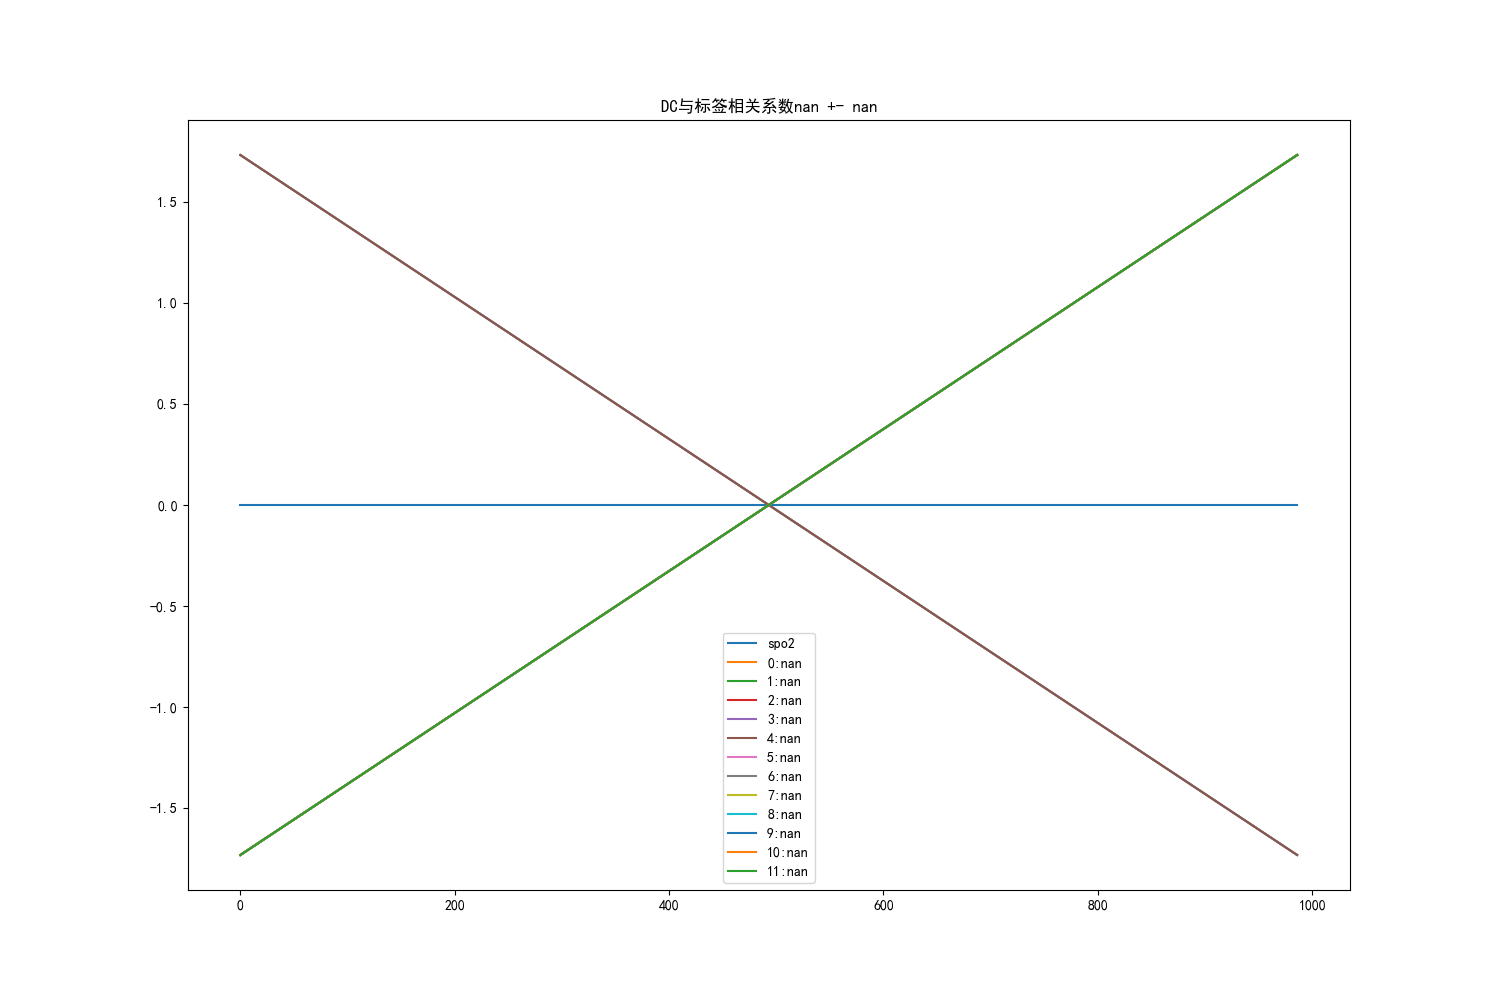 DC与标签相关系数nan +- nan
1.5
1.0
0.5
0.0
−0.5
−1.0
−1.5
0
200
400
600
800
1000
spo2
0:nan
1:nan
2:nan
3:nan
4:nan
5:nan
6:nan
7:nan
8:nan
9:nan
10:nan
11:nan